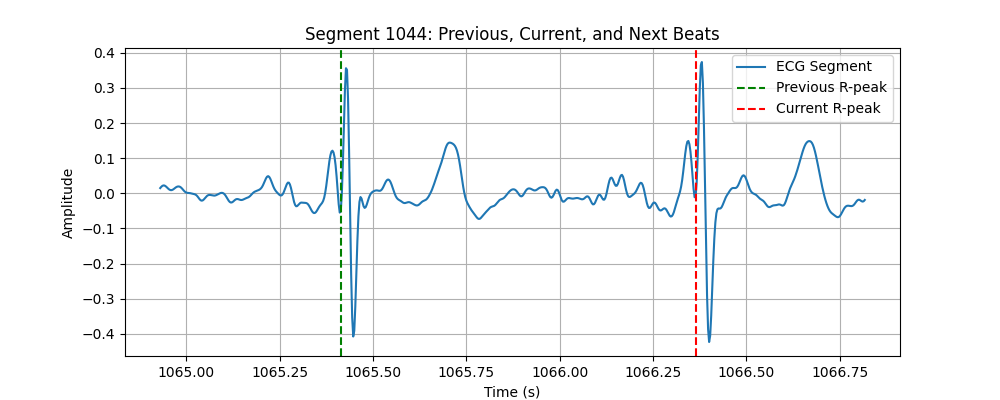 Segment 1044: Previous, Current, and Next Beats
ECG Segment
Previous R-peak
Current R-peak
Amplitude
0.4
0.3
0.2
0.1
0.0
−0.1
−0.2
−0.3
−0.4
1065.00 1065.25 1065.50 1065.75 1066.00 1066.25 1066.50 1066.75
Time (s)